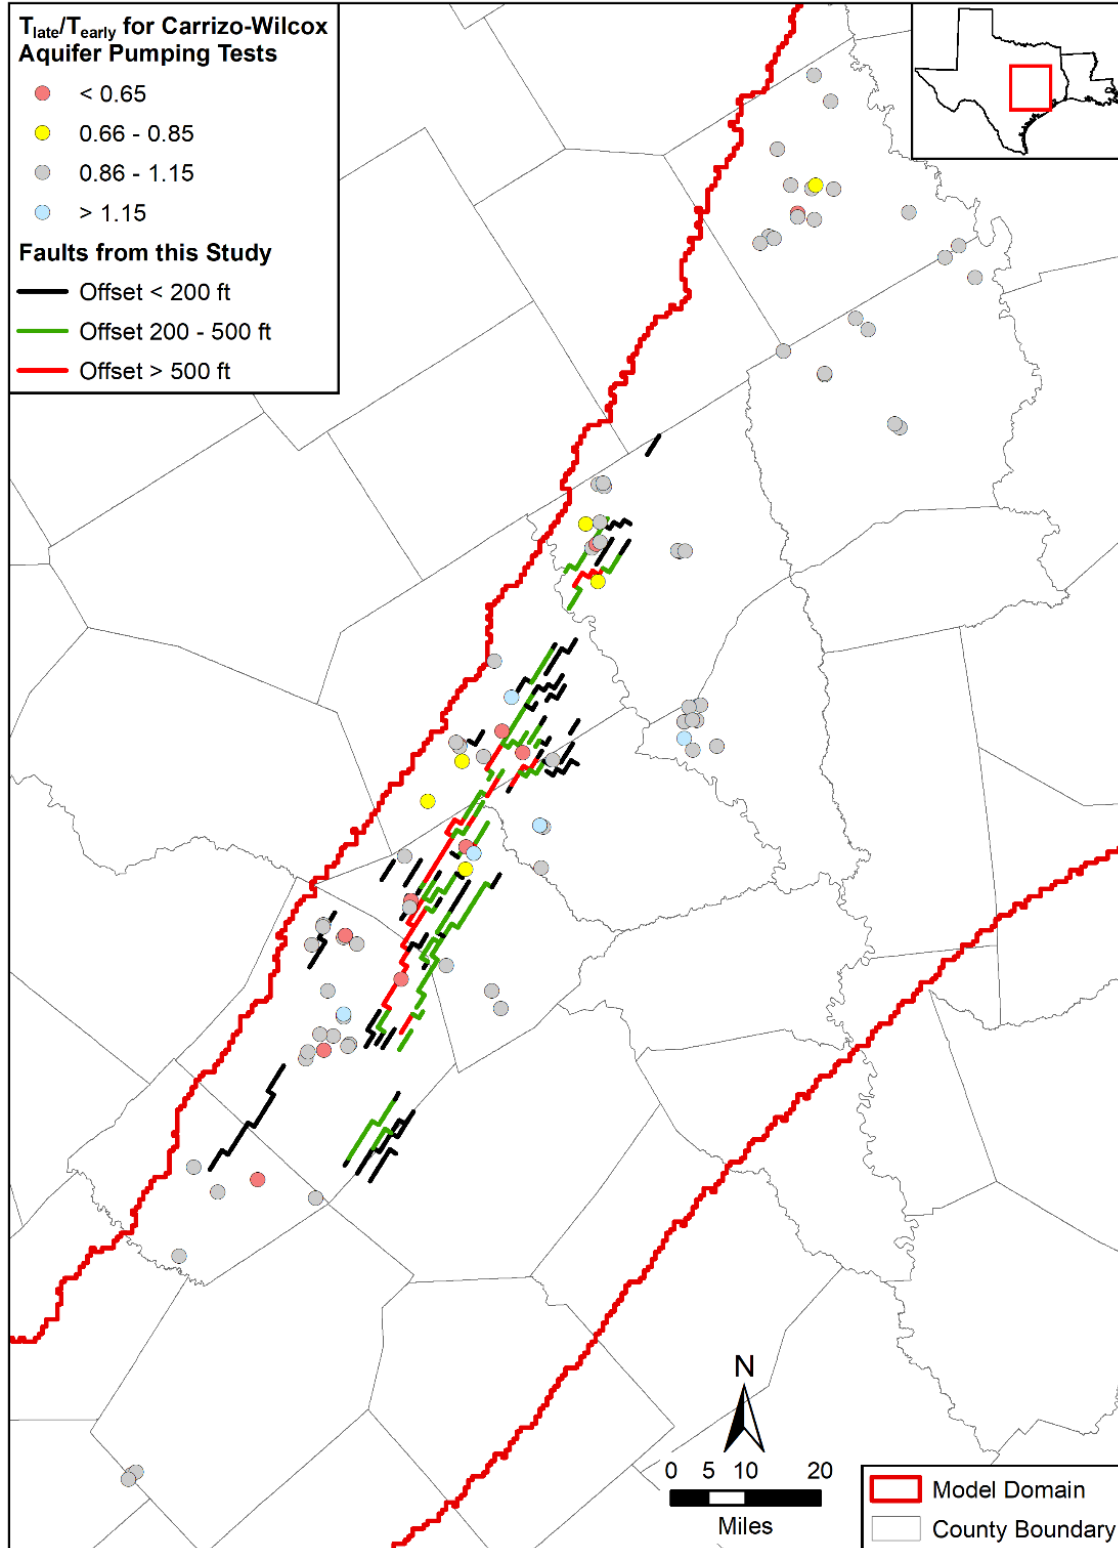 T_late/T_early for Carrizo-Wilcox
Aquifer Pumping Tests
< 0.65
0.66 - 0.85
0.86 - 1.15
> 1.15
Faults from this Study
Offset < 200 ft
Offset 200 - 500 ft
Offset > 500 ft
N
0 5 10 20
Miles
Model Domain
County Boundary